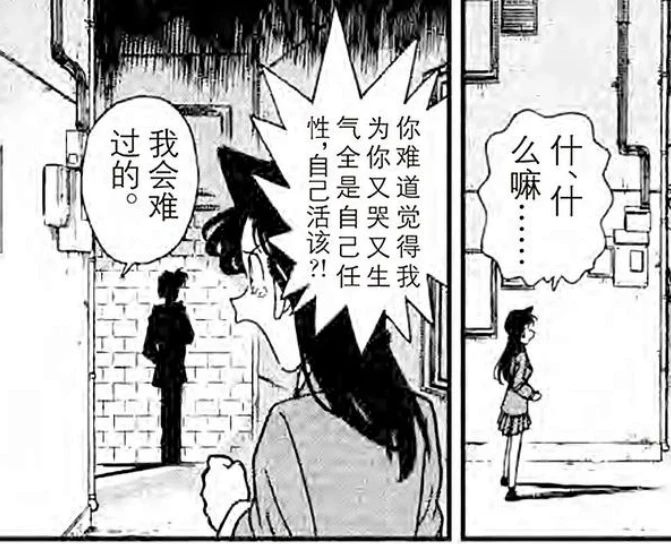 什、什
么嘛……
你难道觉得我
为你又哭又生
气全是自己任
性，自己活该?!
我会难
过的。